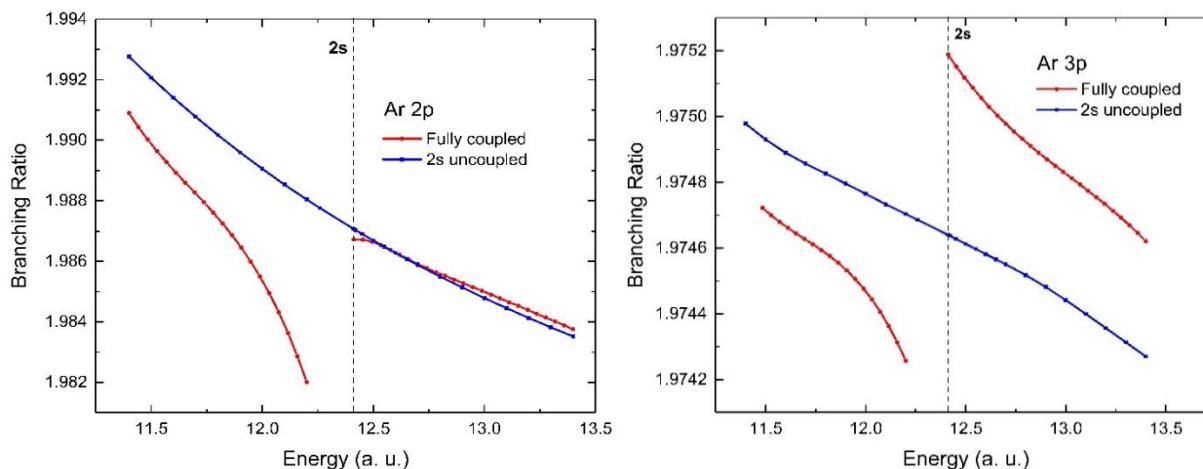 1.994
1.992
1.990
1.988
1.986
1.984
1.982
Branching Ratio
2s
Ar 2p
Fully coupled
2s uncoupled
11.5
12.0
12.5
13.0
13.5
Energy (a. u.)
1.9752
1.9750
1.9748
1.9746
1.9744
1.9742
Branching Ratio
2s
Ar 3p
Fully coupled
2s uncoupled
11.5
12.0
12.5
13.0
13.5
Energy (a. u.)